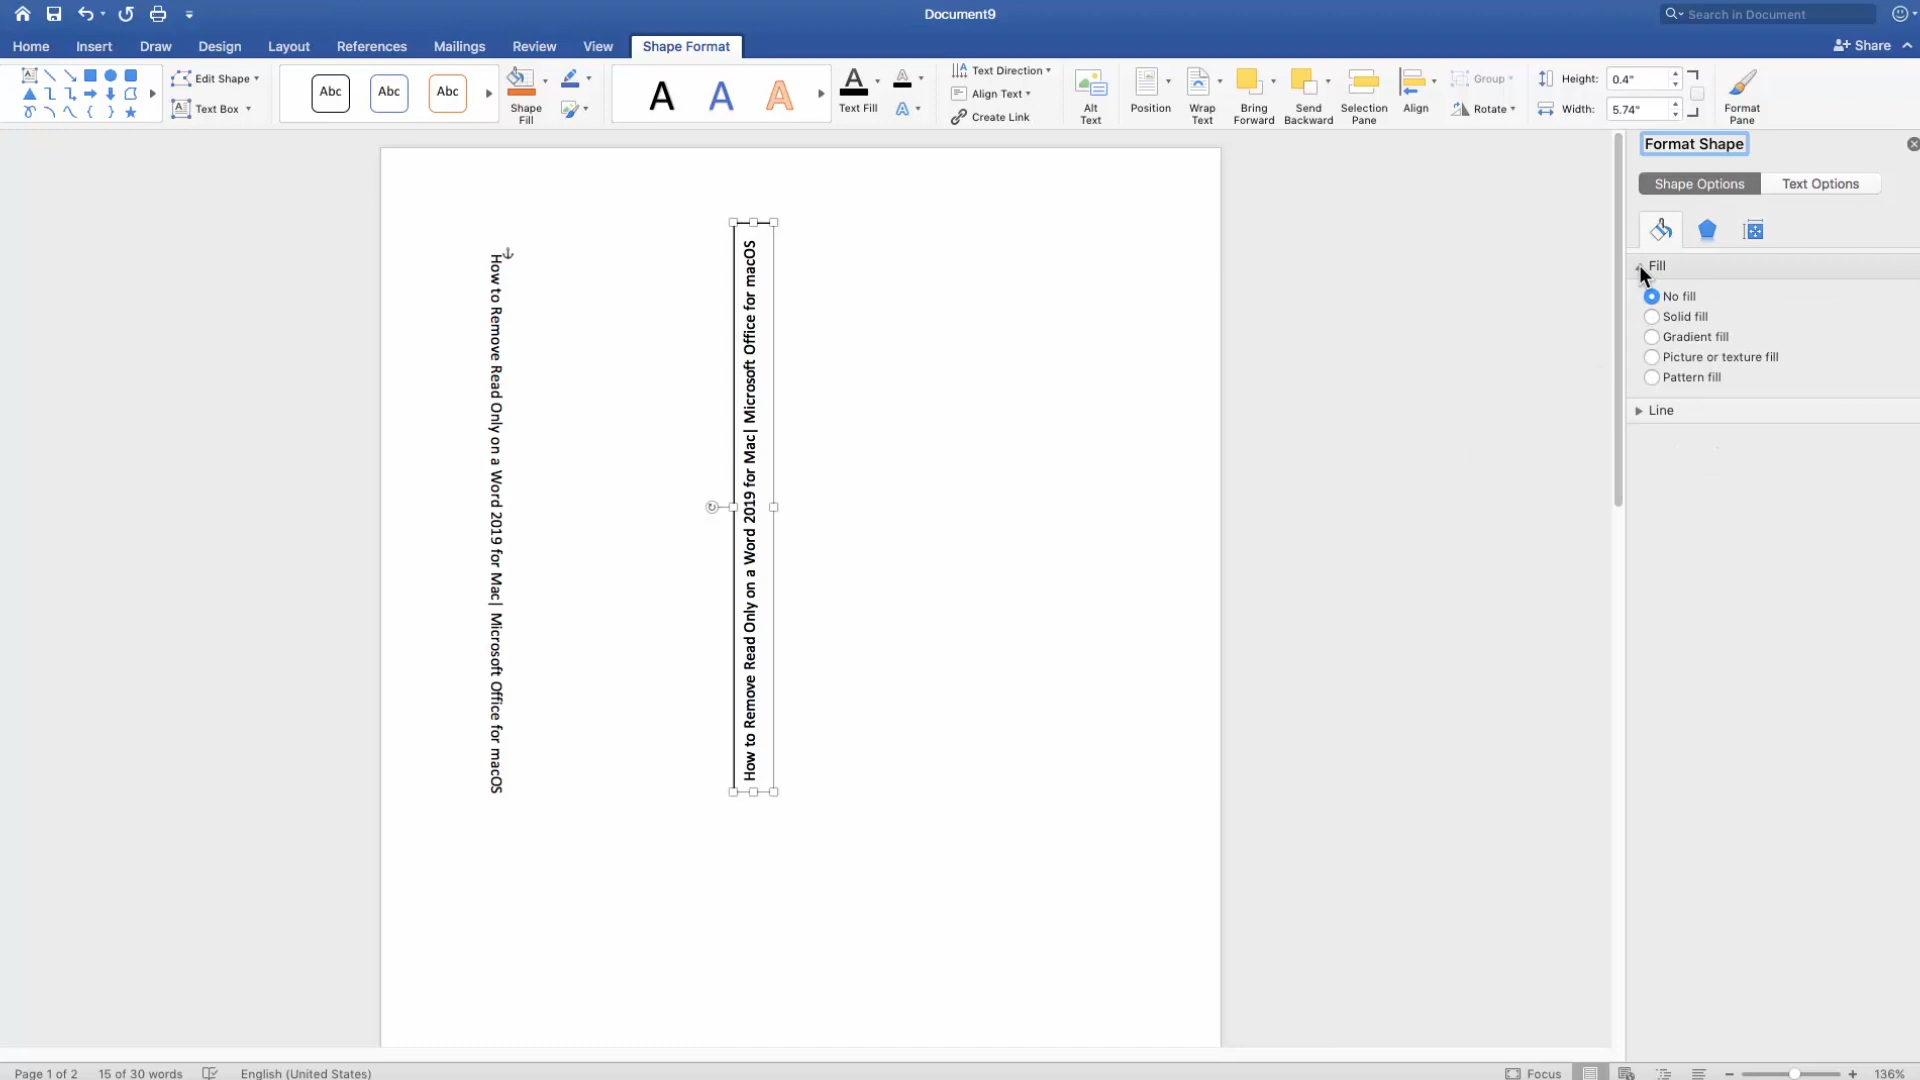 Document9
Search in Document
Home
Insert
Draw
Design
Layout
References
Mailings
Review
View
Shape Format
Share
Edit Shape
Text Box
Abc
Abc
Abc
Shape Fill
A
A
A
Text Fill
Text Direction
Align Text
Create Link
Alt Text
Position
Wrap Text
Bring Forward
Send Backward
Selection Pane
Align
Group
Rotate
Height: 0.4"
Width: 5.74"
Format Pane
How to Remove Read Only on a Word 2019 for Mac| Microsoft Office for macOS
How to Remove Read Only on a Word 2019 for Mac| Microsoft Office for macOS
Format Shape
Shape Options
Text Options
Fill
No fill
Solid fill
Gradient fill
Picture or texture fill
Pattern fill
Line
Page 1 of 2
15 of 30 words
English (United States)
Focus
136%